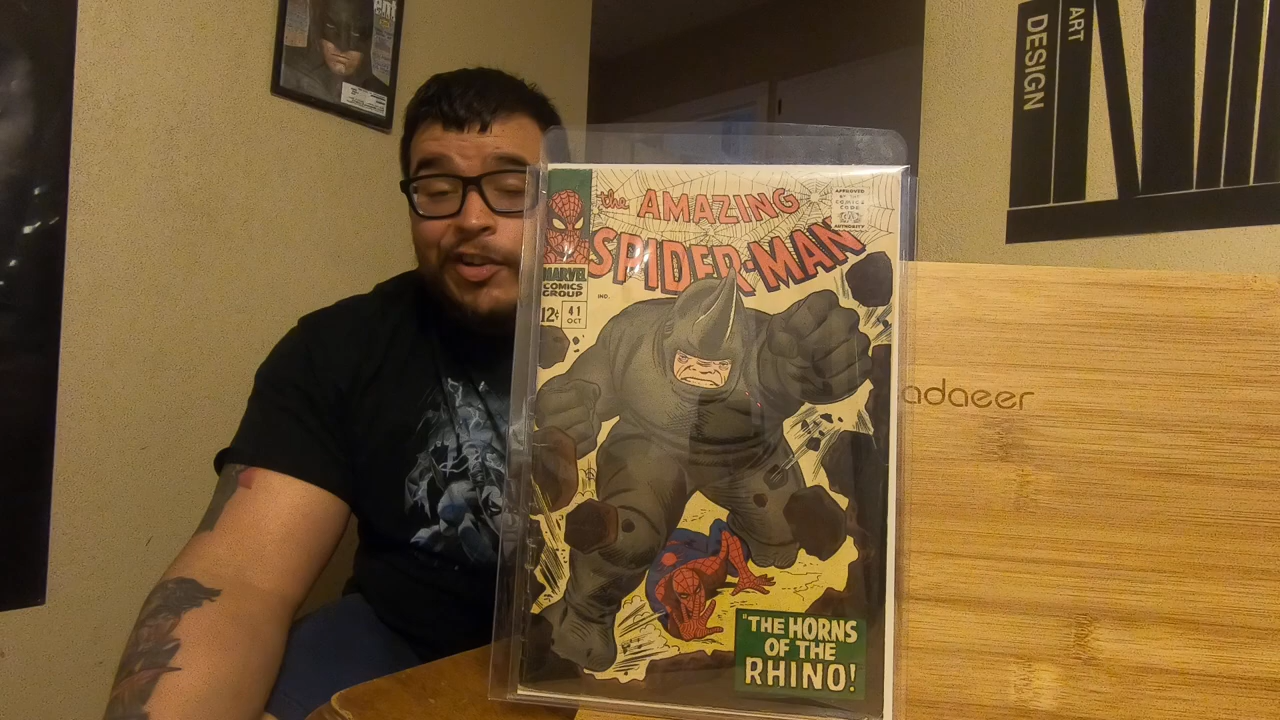 ent
DESIGN
ART
the AMAZING
SPIDER-MAN
APPROVED
BY THE
COMICS
CODE
AUTHORITY
MARVEL
COMICS
GROUP
IND.
12¢ 41
OCT
adaeer
"THE HORNS
OF THE
RHINO!